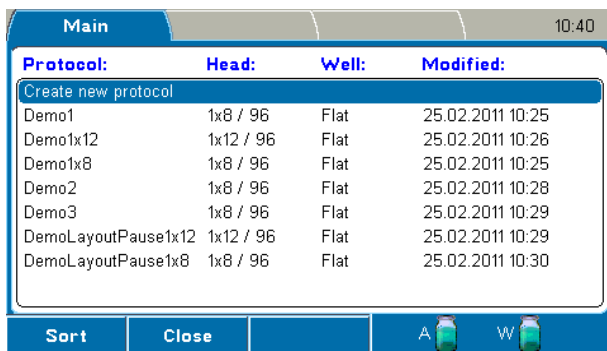 Main 10:40
Protocol: Head: Well: Modified:
Create new protocol
Demo1 1x8 / 96 Flat 25.02.2011 10:25
Demo1x12 1x12 / 96 Flat 25.02.2011 10:26
Demo1x8 1x8 / 96 Flat 25.02.2011 10:25
Demo2 1x8 / 96 Flat 25.02.2011 10:28
Demo3 1x8 / 96 Flat 25.02.2011 10:29
DemoLayoutPause1x12 1x12 / 96 Flat 25.02.2011 10:29
DemoLayoutPause1x8 1x8 / 96 Flat 25.02.2011 10:30
Sort Close A W